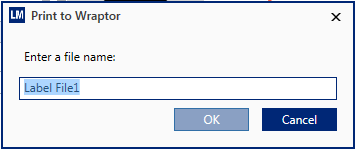 LM Print to Wraptor
Enter a file name:
Label File1
OK Cancel